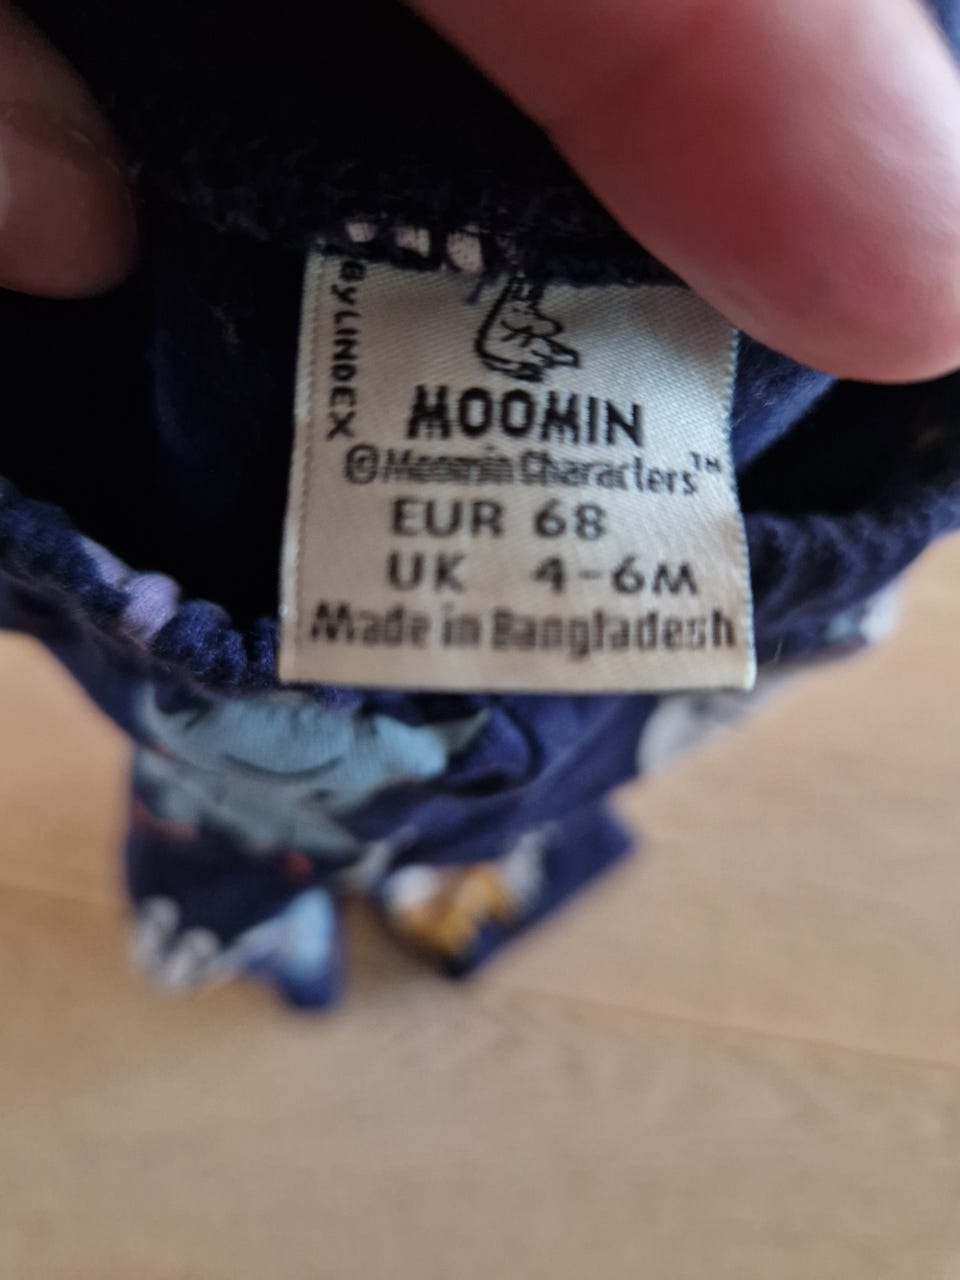 BY LINDEX
MOOMIN
©Moomin Characters™
EUR 68
UK 4-6M
Made in Bangladesh